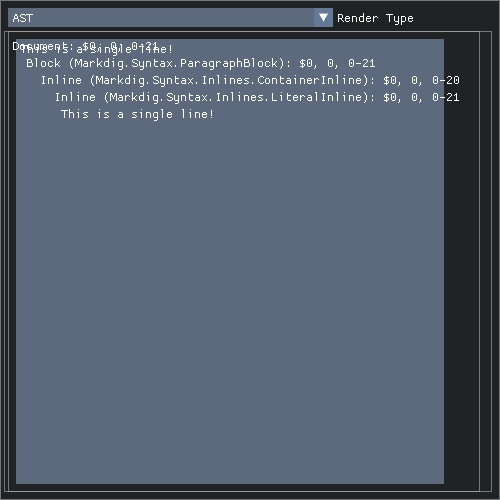 AST Render Type
Document: $0, 0, 0-21
This is a single line!
Block (Markdig.Syntax.ParagraphBlock): $0, 0, 0-21
Inline (Markdig.Syntax.Inlines.ContainerInline): $0, 0, 0-20
Inline (Markdig.Syntax.Inlines.LiteralInline): $0, 0, 0-21
This is a single line!